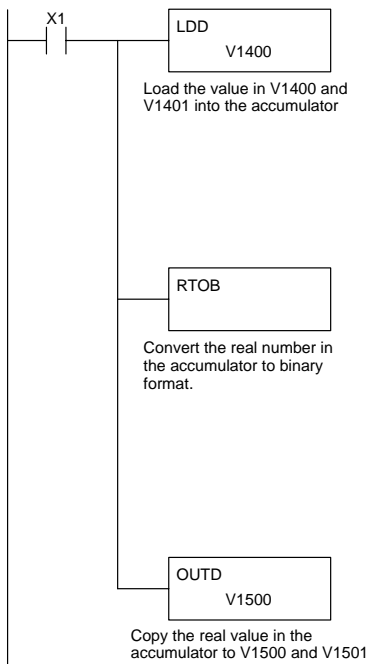 X1
LDD
V1400
Load the value in V1400 and
V1401 into the accumulator
RTOB
Convert the real number in
the accumulator to binary
format.
OUTD
V1500
Copy the real value in the
accumulator to V1500 and V1501